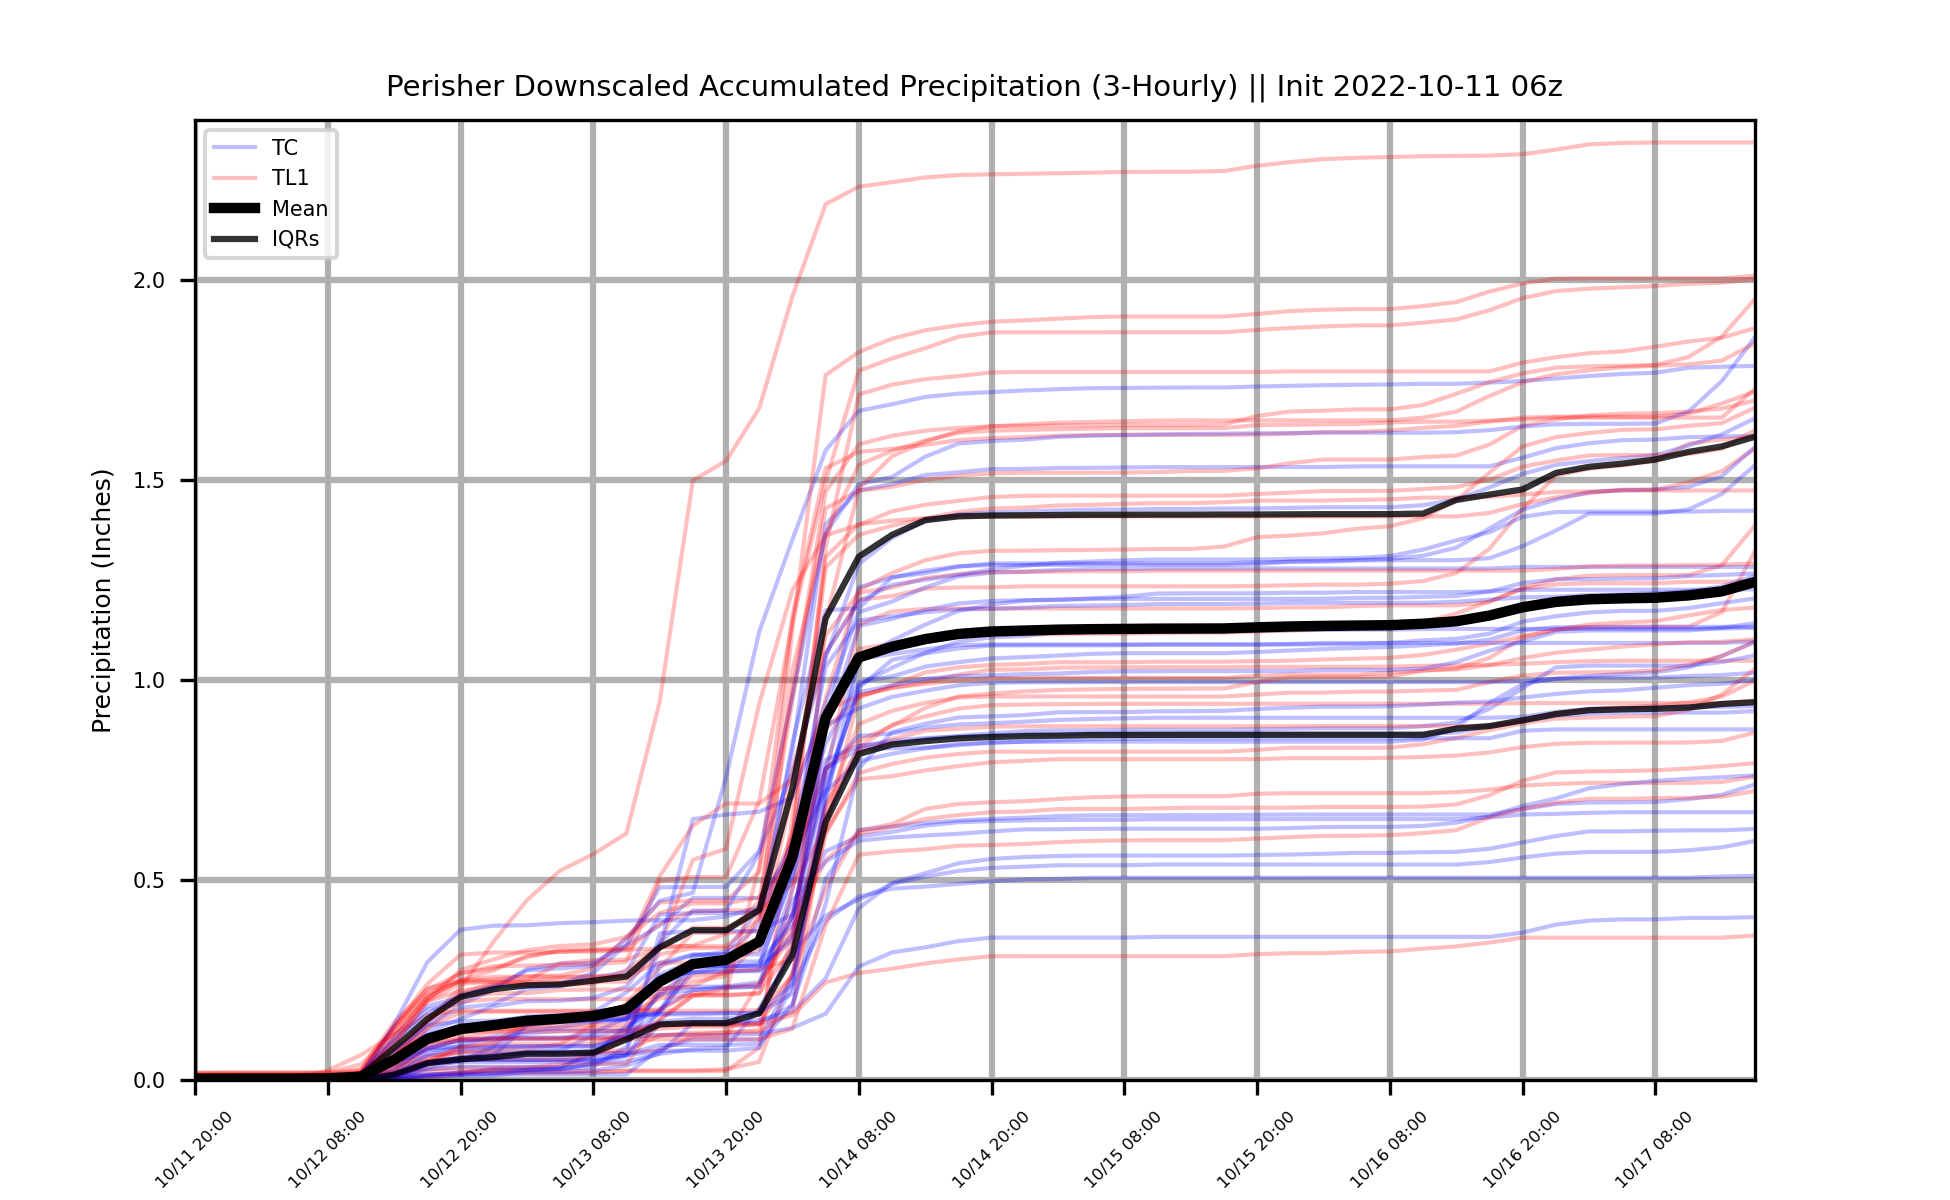 Perisher Downscaled Accumulated Precipitation (3-Hourly) || Init 2022-10-11 06z
TC
TL1
Mean
IQRs
Precipitation (Inches)
2.0
1.5
1.0
0.5
0.0
10/11 20:00
10/12 08:00
10/12 20:00
10/13 08:00
10/13 20:00
10/14 08:00
10/14 20:00
10/15 08:00
10/15 20:00
10/16 08:00
10/16 20:00
10/17 08:00